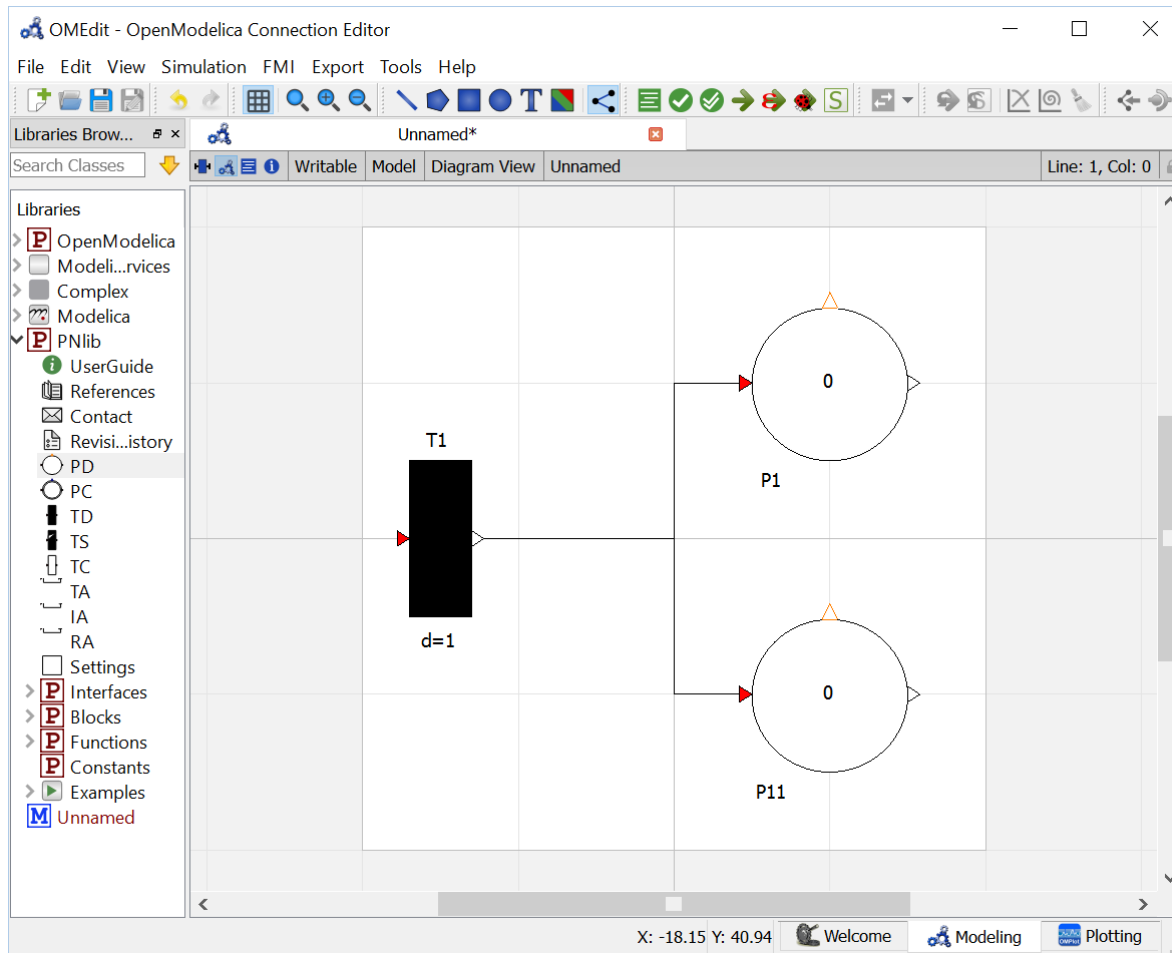 OMEdit - OpenModelica Connection Editor
File Edit View Simulation FMI Export Tools Help
T
S
Libraries Brow...
Unnamed*
Search Classes
Writable Model Diagram View Unnamed
Line: 1, Col: 0
Libraries
P OpenModelica
Modeli...rvices
Complex
Modelica
P PNlib
UserGuide
References
Contact
Revisi...istory
PD
PC
TD
TS
TC
TA
IA
RA
Settings
P Interfaces
P Blocks
P Functions
P Constants
Examples
M Unnamed
T1
d=1
0
P1
0
P11
X: -18.15 Y: 40.94
Welcome
Modeling
OMPlot
Plotting